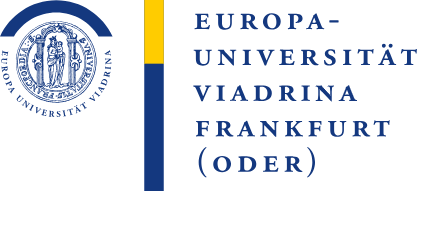 EUROPA UNIVERSITÄT VIADRINA
EUROPA-
UNIVERSITÄT
VIADRINA
FRANKFURT
(ODER)